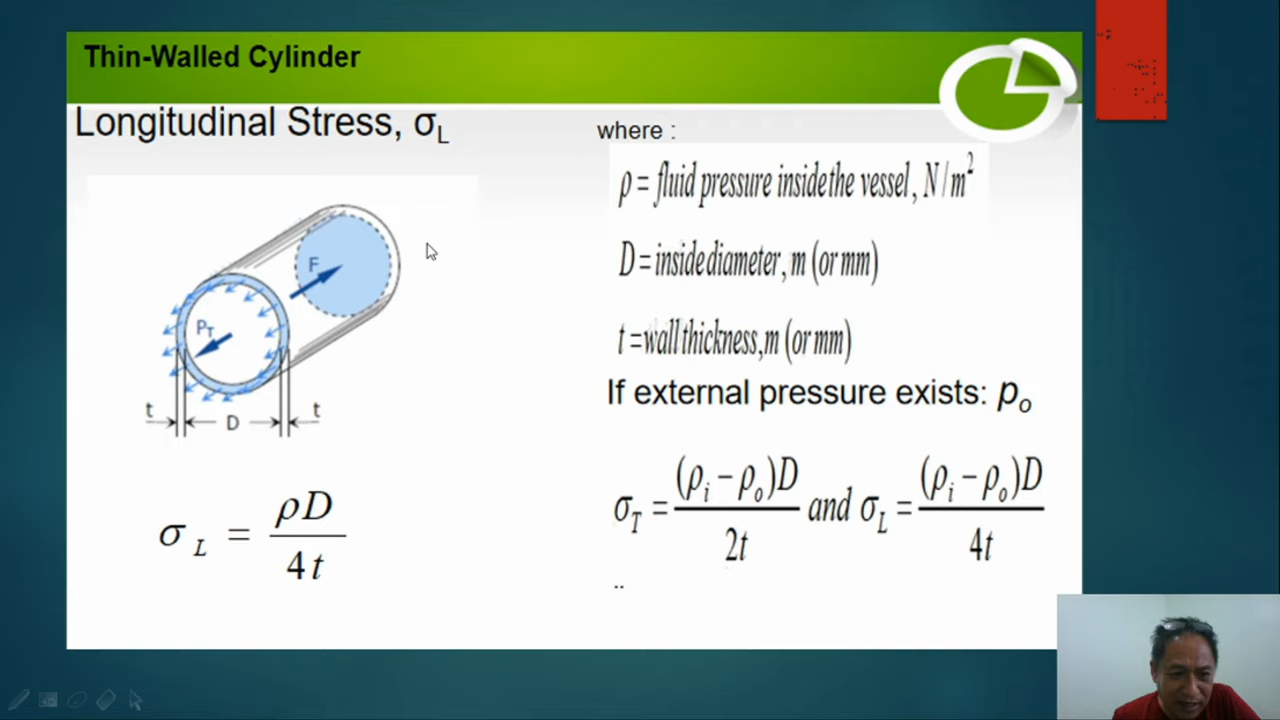 Thin-Walled Cylinder
Longitudinal Stress, σL
where :
ρ = fluid pressure inside the vessel , N / m²
D = inside diameter, m (or mm)
t = wall thickness, m (or mm)
If external pressure exists: pₒ
F
PT
t D t
σ L = ρD / 4t
σT = (ρi − ρo)D / 2t and σL = (ρi − ρo)D / 4t
..